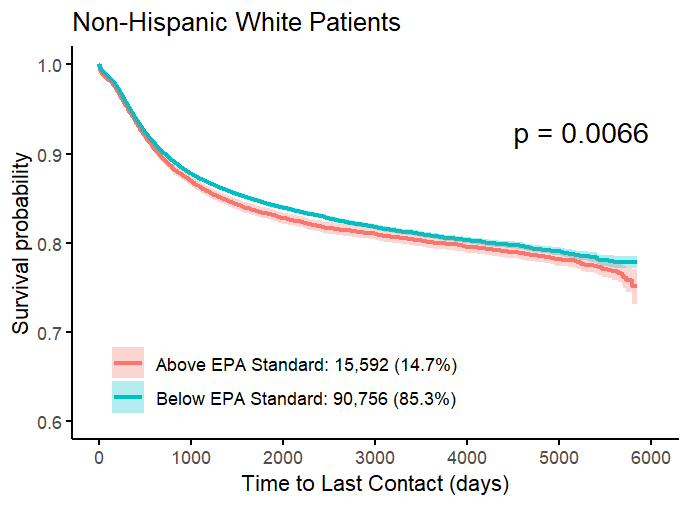 Non-Hispanic White Patients
1.0
0.9
0.8
0.7
0.6
Survival probability
p = 0.0066
Above EPA Standard: 15,592 (14.7%)
Below EPA Standard: 90,756 (85.3%)
0 1000 2000 3000 4000 5000 6000
Time to Last Contact (days)